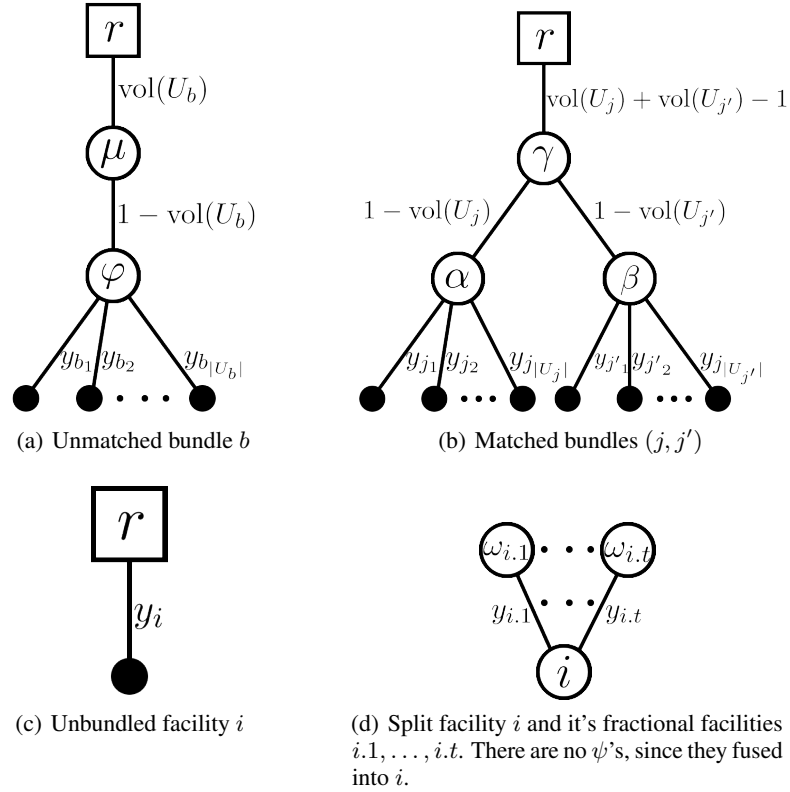 r
vol(U_b)
μ
1 − vol(U_b)
φ
y_{b_1} y_{b_2} y_{b_{|U_b|}}
(a) Unmatched bundle b
r
vol(U_j) + vol(U_{j'}) − 1
γ
1 − vol(U_j) 1 − vol(U_{j'})
α β
y_{j_1} y_{j_2} y_{j_{|U_j|}} y_{j'_1} y_{j'_2} y_{j_{|U_{j'}|}}
(b) Matched bundles (j, j′)
r
y_i
(c) Unbundled facility i
ω_{i.1} ω_{i.t}
y_{i.1} y_{i.t}
i
(d) Split facility i and it's fractional facilities
i.1, . . . , i.t. There are no ψ's, since they fused
into i.